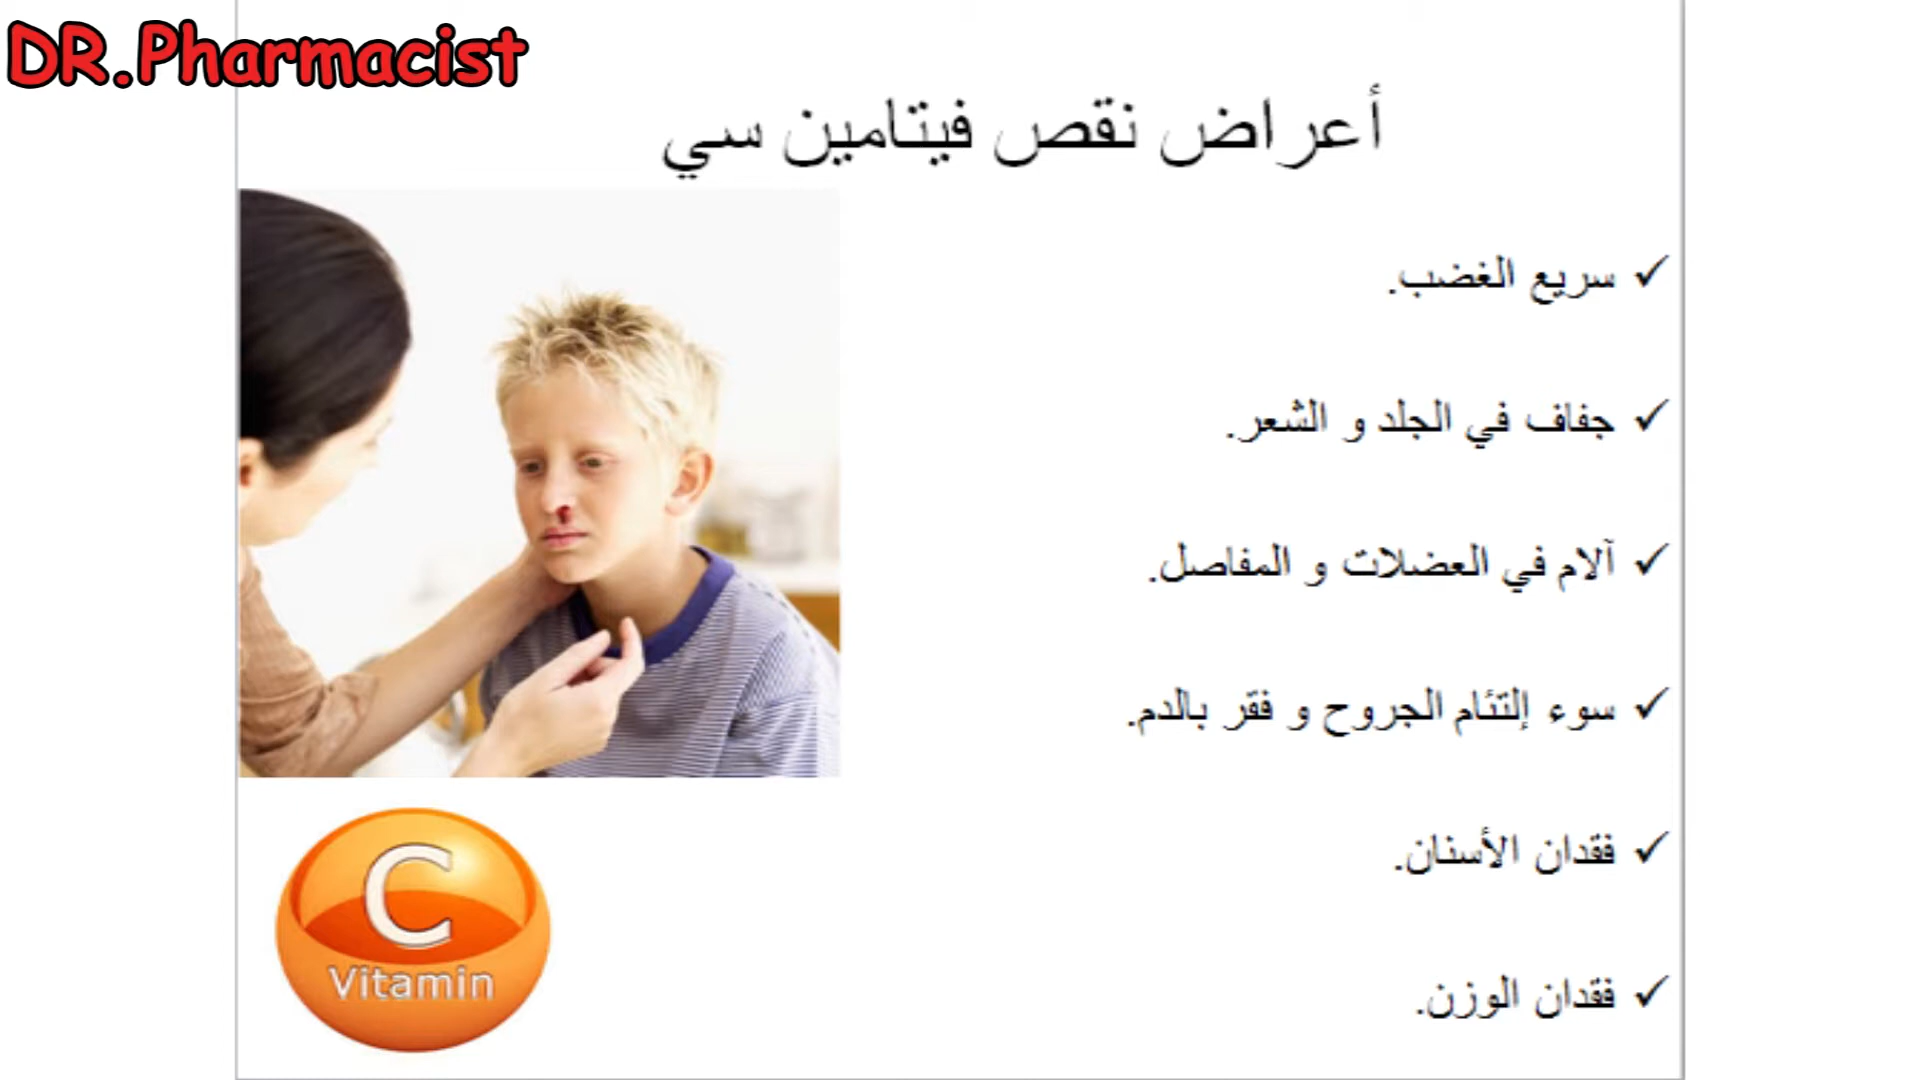 DR.Pharmacist
أعراض نقص فيتامين سي
✓ سريع الغضب.
✓ جفاف في الجلد و الشعر.
✓ آلام في العضلات و المفاصل.
✓ سوء إلتئام الجروح و فقر بالدم.
✓ فقدان الأسنان.
✓ فقدان الوزن.
C
Vitamin